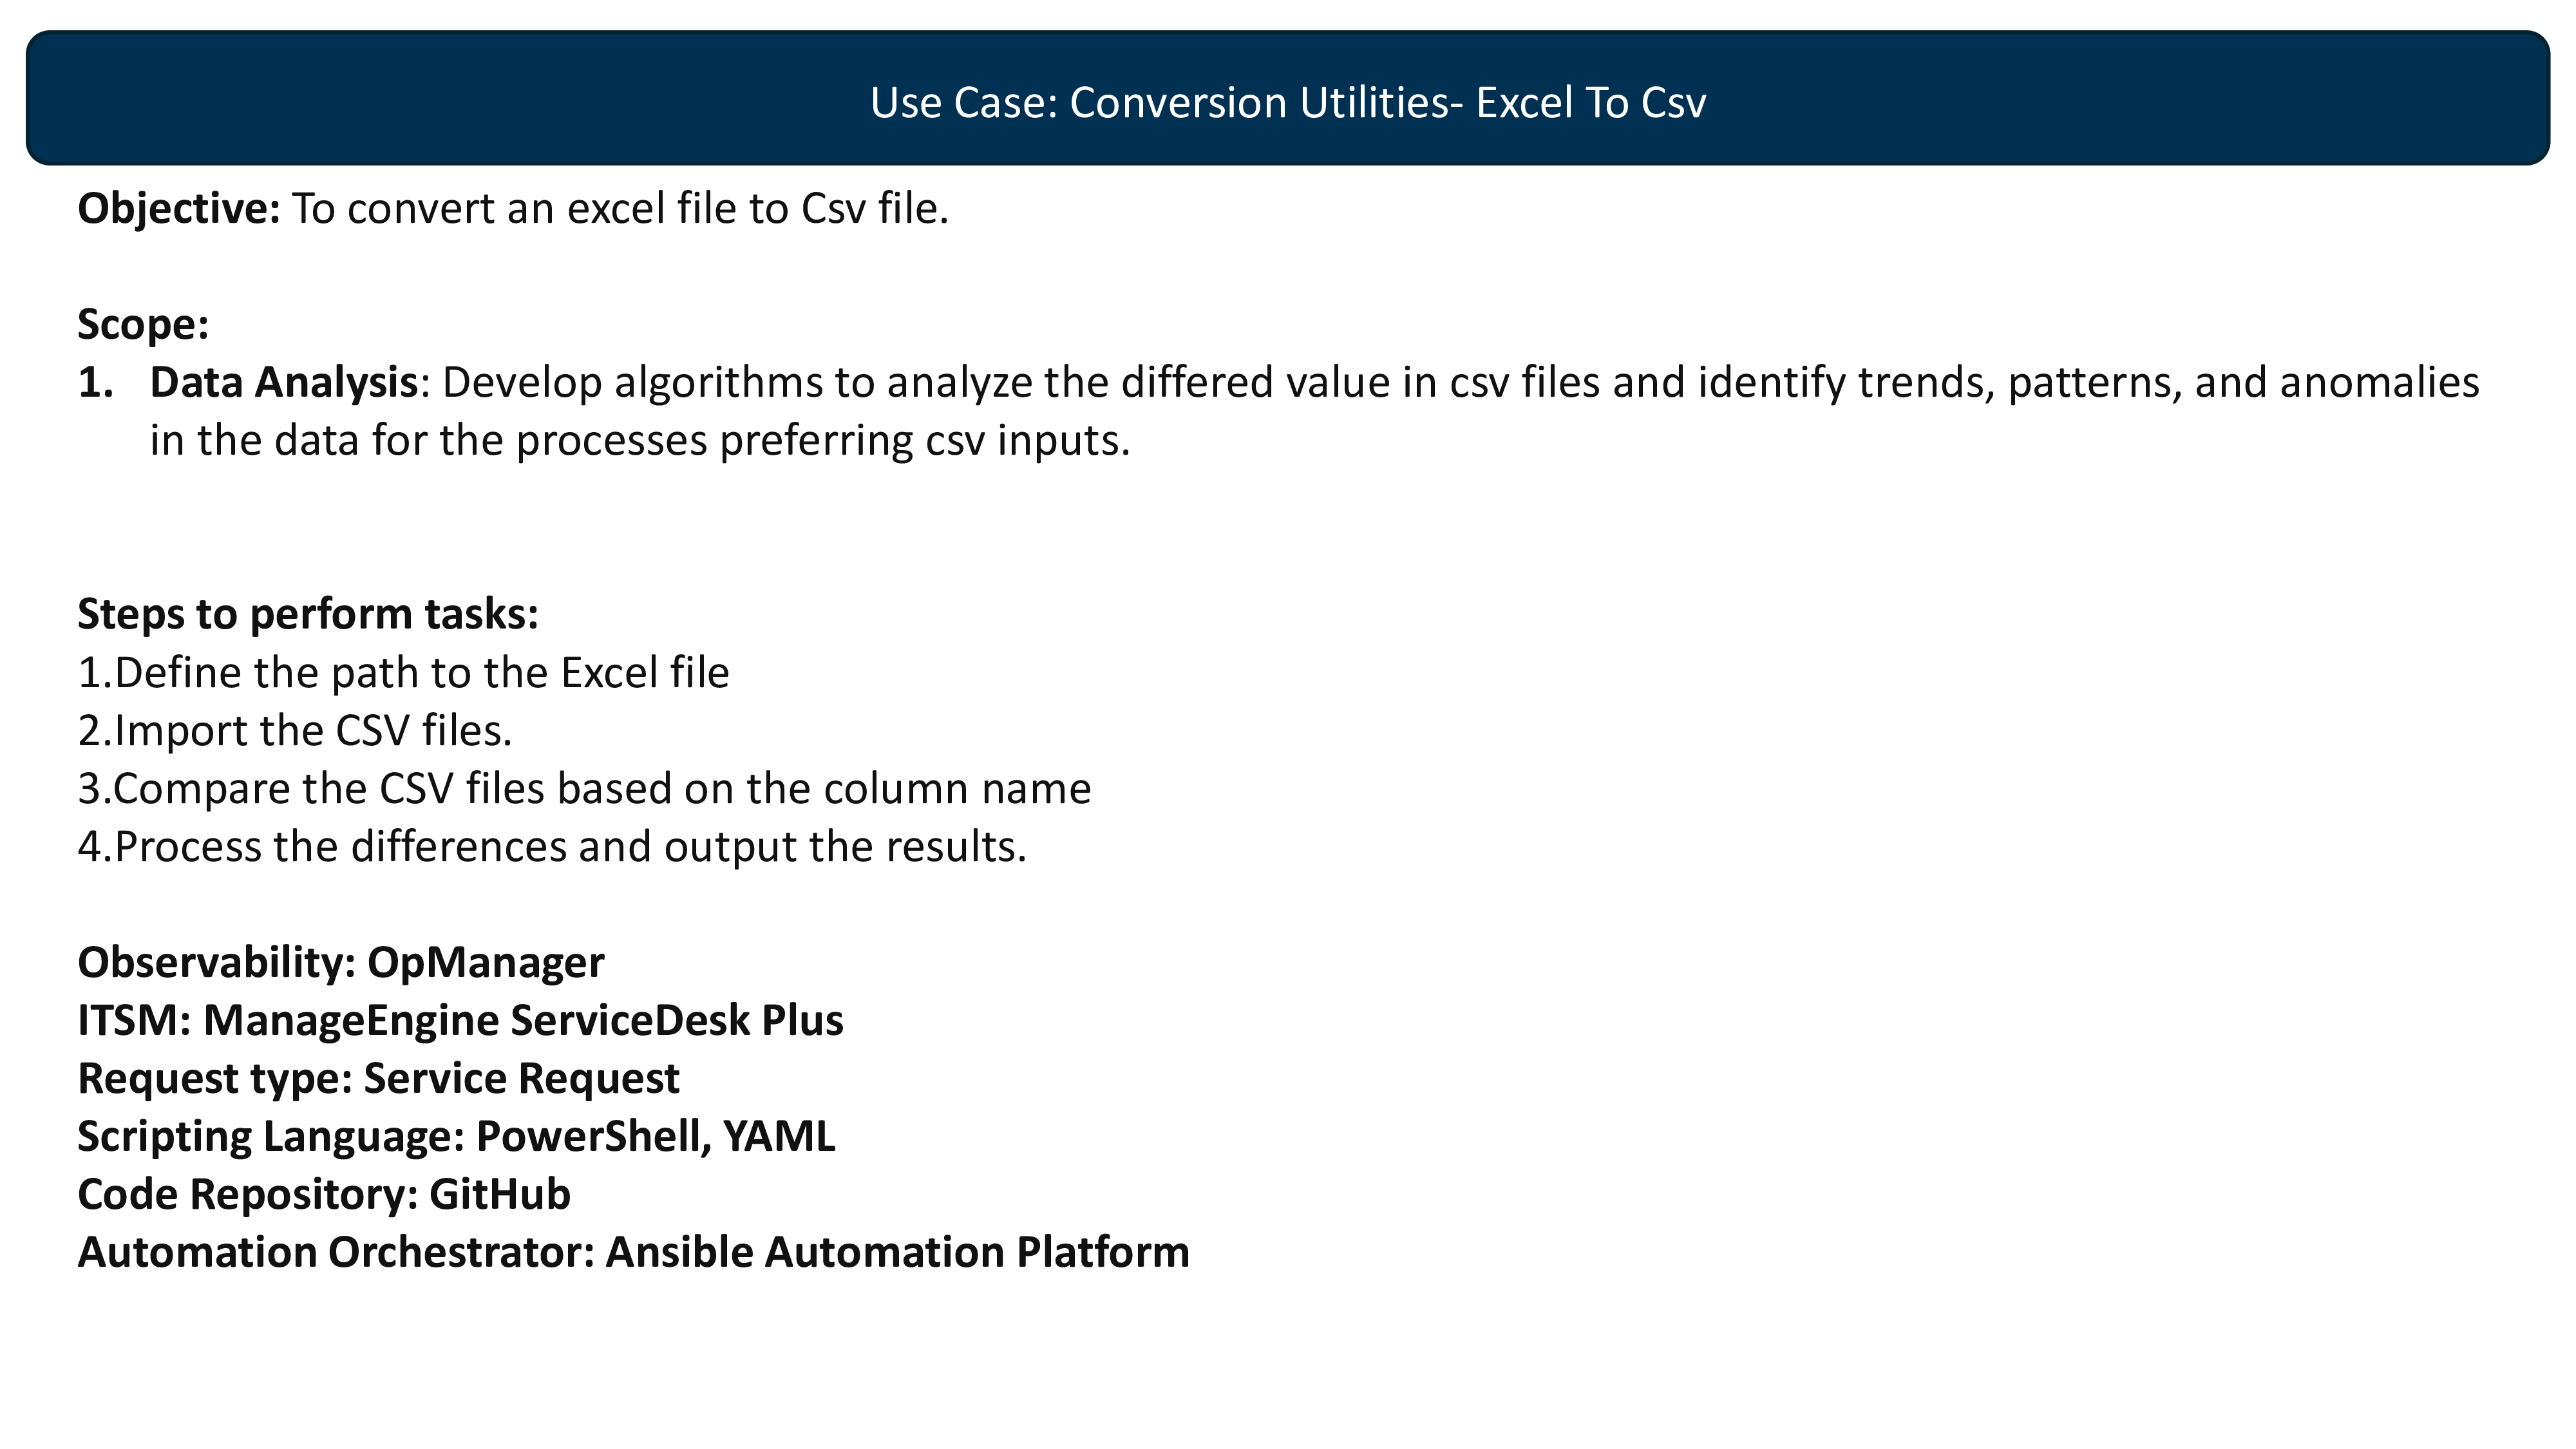 Use Case: Conversion Utilities- Excel To Csv
Objective: To convert an excel file to Csv file.
Scope:
1. Data Analysis: Develop algorithms to analyze the differed value in csv files and identify trends, patterns, and anomalies
in the data for the processes preferring csv inputs.
Steps to perform tasks:
1.Define the path to the Excel file
2.Import the CSV files.
3.Compare the CSV files based on the column name
4.Process the differences and output the results.
Observability: OpManager
ITSM: ManageEngine ServiceDesk Plus
Request type: Service Request
Scripting Language: PowerShell, YAML
Code Repository: GitHub
Automation Orchestrator: Ansible Automation Platform